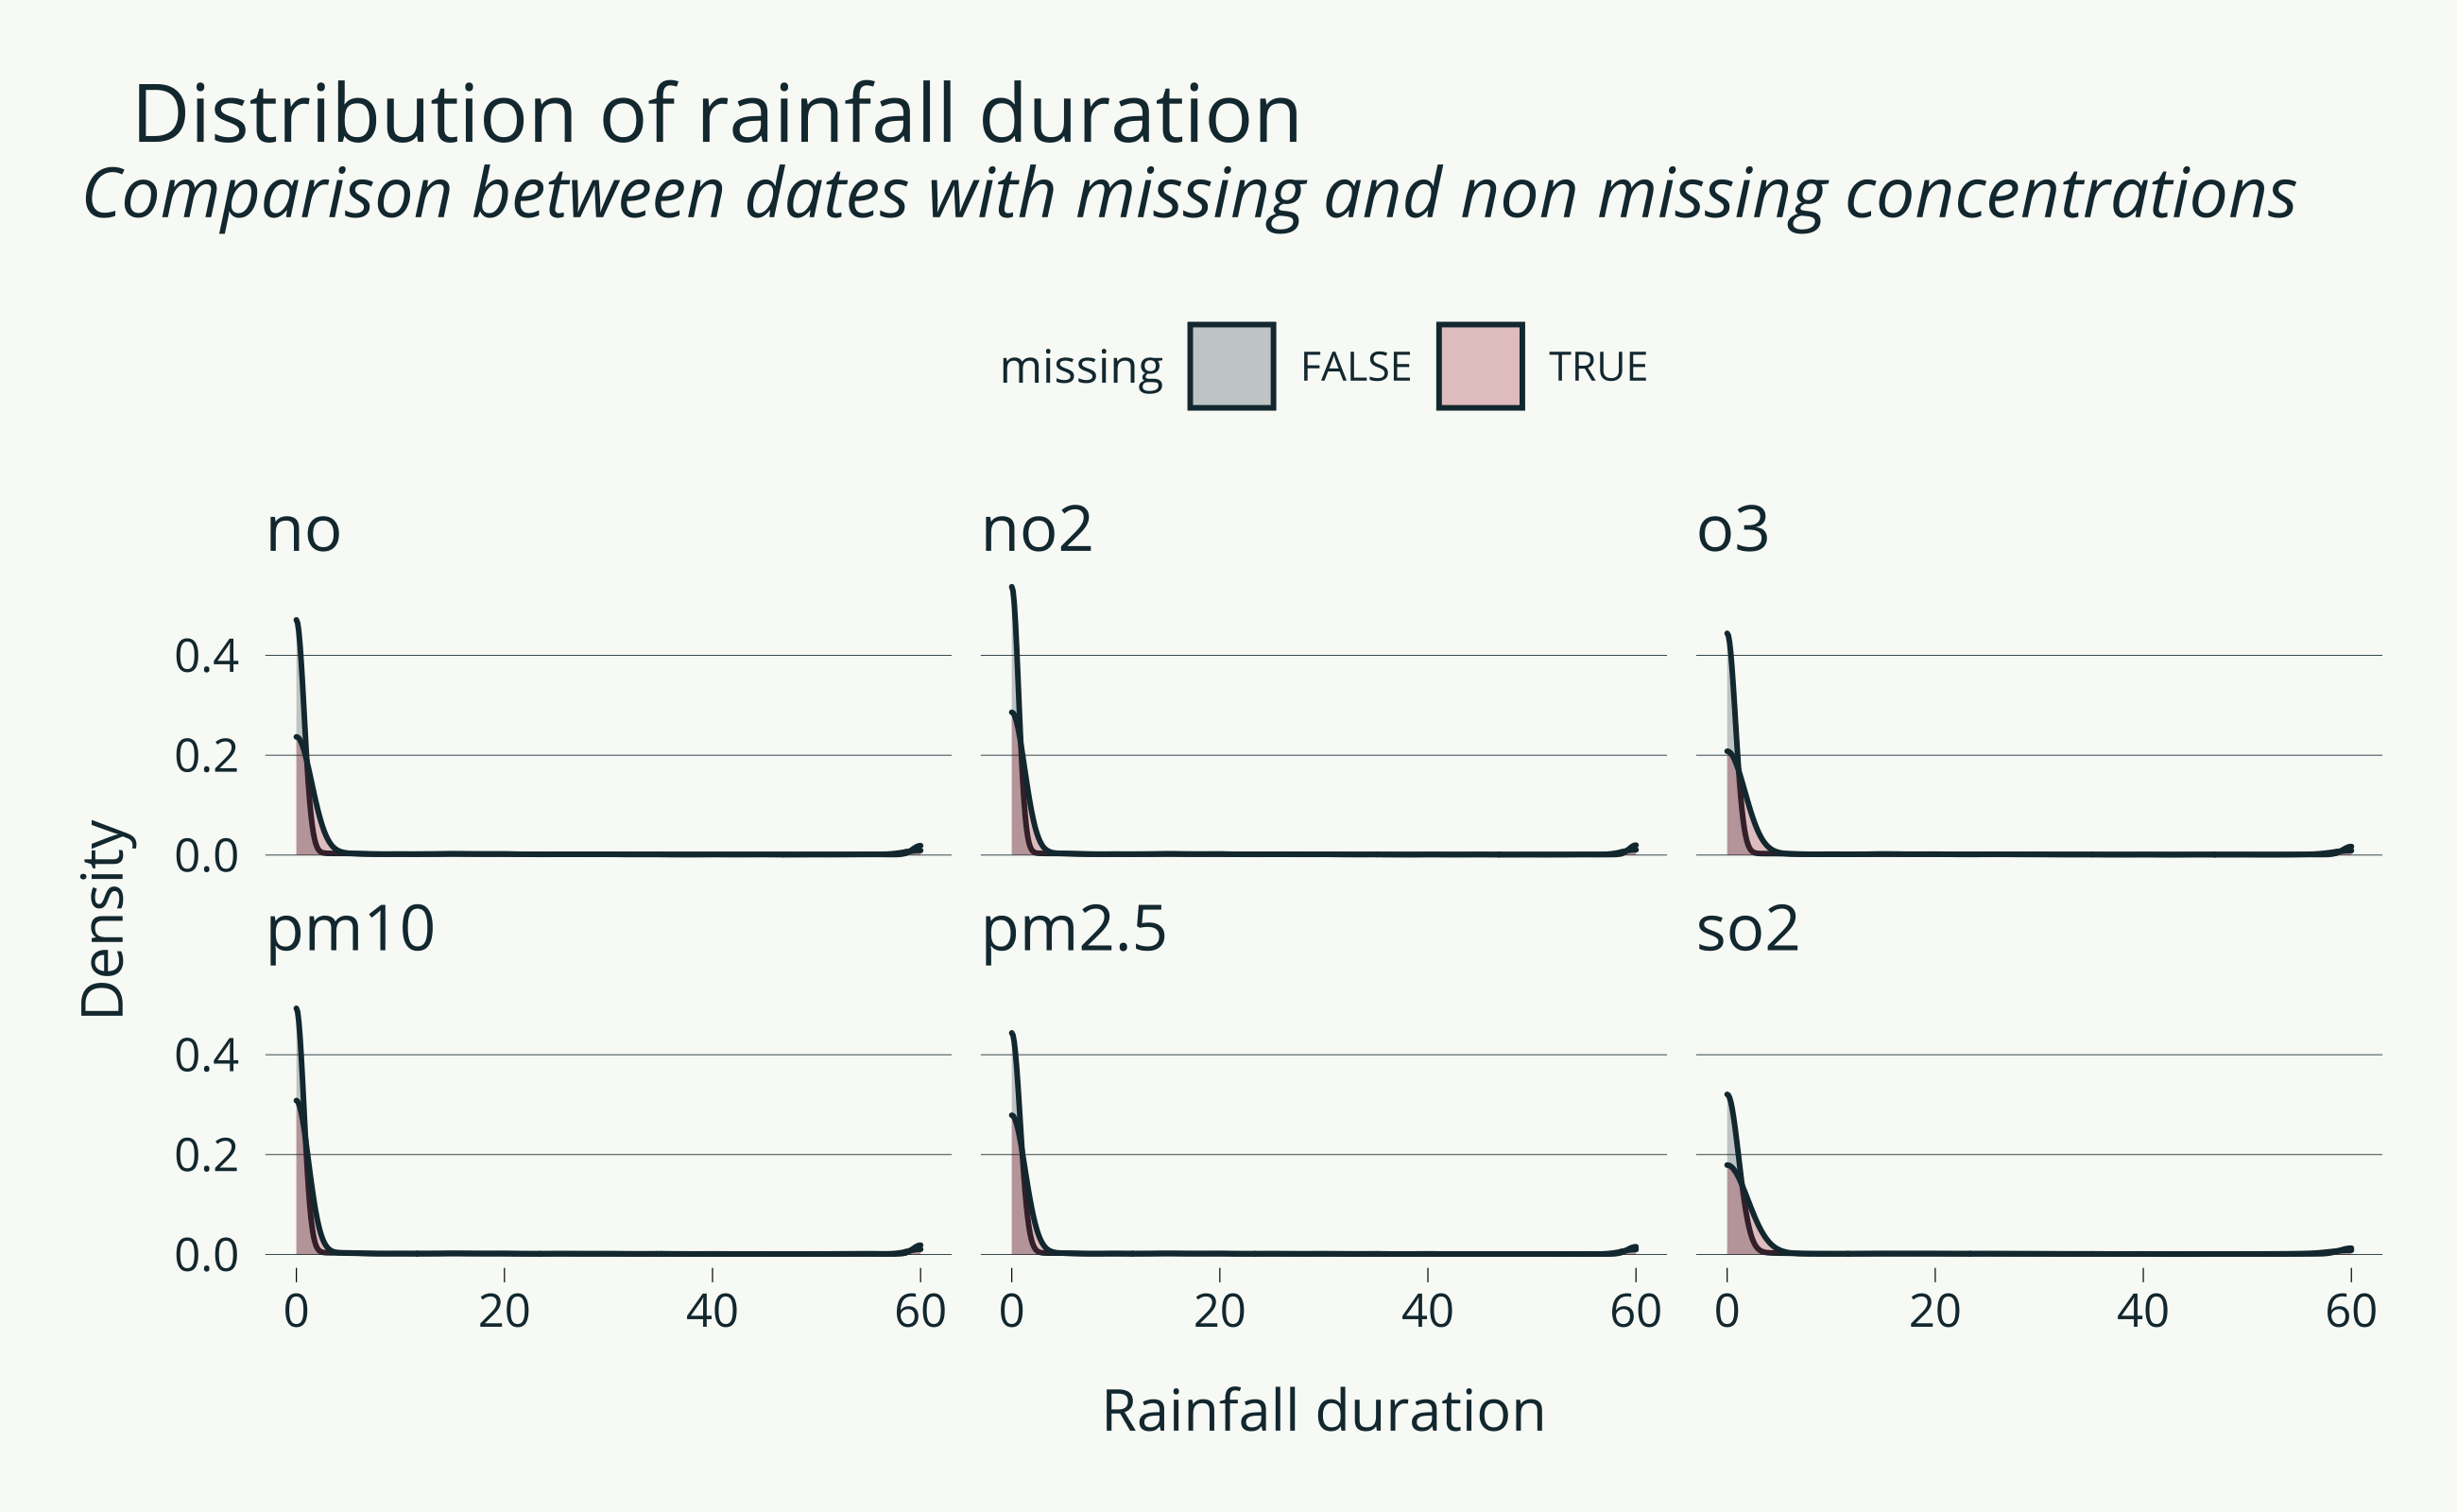 Distribution of rainfall duration
Comparison between dates with missing and non missing concentrations
missing FALSE TRUE
no no2 o3
0.4
0.2
0.0
pm10 pm2.5 so2
0.4
0.2
0.0
0 20 40 60 0 20 40 60 0 20 40 60
Density
Rainfall duration